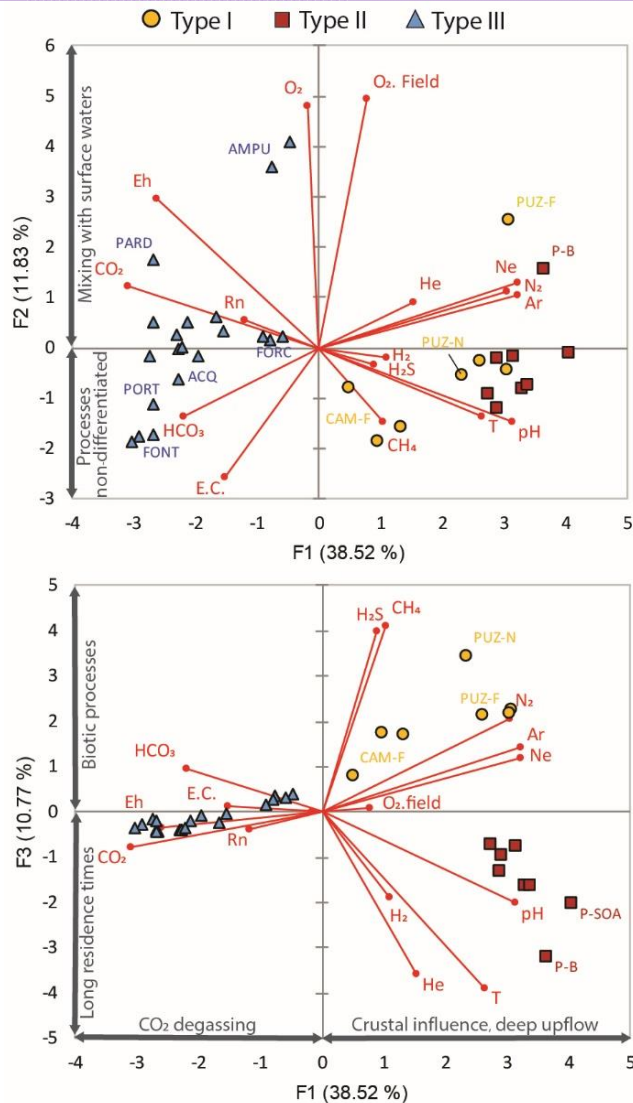 Type I Type II Type III
6
5
4
3
2
1
0
-1
-2
-3
F2 (11.83 %)
Mixing with surface waters
Processes
non-differentiated
O₂
O₂. Field
AMPU
Eh
PUZ-F
PARD
P-B
CO₂
Ne
N₂
Ar
He
Rn
FORC
H₂
H₂S
PUZ-N
ACQ
PORT
CAM-F
HCO₃
T
pH
CH₄
FONT
E.C.
-4 -3 -2 -1 0 1 2 3 4 5
F1 (38.52 %)
5
4
3
2
1
0
-1
-2
-3
-4
-5
F3 (10.77 %)
Biotic processes
Long residence times
H₂S
CH₄
PUZ-N
PUZ-F
N₂
HCO₃
Ar
Ne
CAM-F
E.C.
Eh
O₂.field
CO₂
Rn
H₂
pH
P-SOA
P-B
He
T
CO₂ degassing
Crustal influence, deep upflow
-4 -3 -2 -1 0 1 2 3 4 5
F1 (38.52 %)